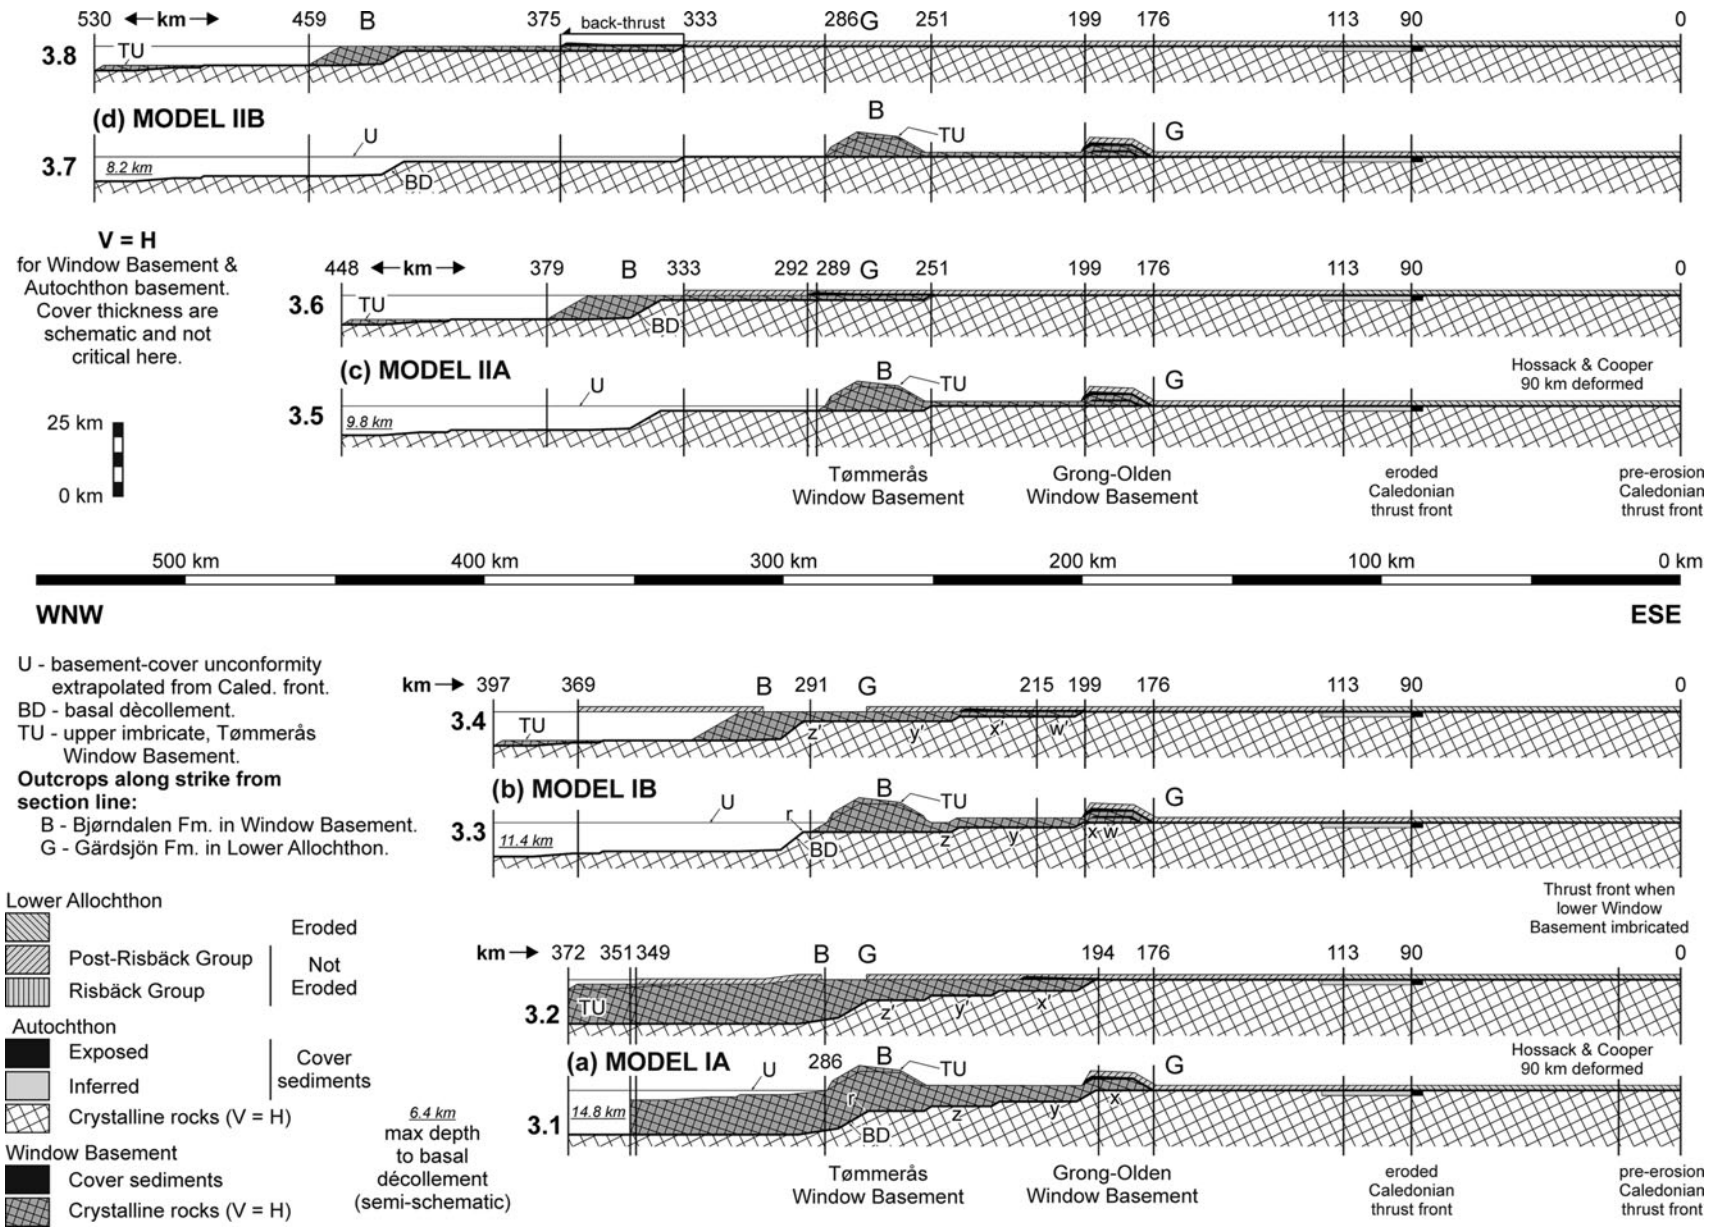 530 ← km → 459 B 375 back-thrust 333 286 G 251 199 176 113 90 0
3.8 TU
(d) MODEL IIB
B
U TU G
3.7 8.2 km
BD
V = H
for Window Basement &
Autochthon basement.
Cover thickness are
schematic and not
critical here.
448 ← km → 379 B 333 292 289 G 251 199 176 113 90 0
3.6 TU
BD
(c) MODEL IIA
B
U TU G
Hossack & Cooper
90 km deformed
3.5 9.8 km
25 km
0 km
Tømmerås
Window Basement
Grong-Olden
Window Basement
eroded
Caledonian
thrust front
pre-erosion
Caledonian
thrust front
500 km 400 km 300 km 200 km 100 km 0 km
WNW ESE
U - basement-cover unconformity
extrapolated from Caled. front.
BD - basal dècollement.
TU - upper imbricate, Tømmerås
Window Basement.
Outcrops along strike from
section line:
B - Bjørndalen Fm. in Window Basement.
G - Gärdsjön Fm. in Lower Allochthon.
km → 397 369 B 291 G 215 199 176 113 90 0
3.4 TU
z' y' x' w'
(b) MODEL IB
B
U r TU G
3.3 11.4 km
BD z y x w
Thrust front when
lower Window
Basement imbricated
km → 372 351 349 B G 194 176 113 90 0
3.2 TU
z' y' x'
(a) MODEL IA
286 B
U TU G
Hossack & Cooper
90 km deformed
3.1 14.8 km
r BD z y x
Tømmerås
Window Basement
Grong-Olden
Window Basement
eroded
Caledonian
thrust front
pre-erosion
Caledonian
thrust front
Lower Allochthon
Eroded
Post-Risbäck Group
Risbäck Group
Not
Eroded
Autochthon
Exposed
Inferred
Cover
sediments
Crystalline rocks (V = H)
Window Basement
Cover sediments
Crystalline rocks (V = H)
6.4 km
max depth
to basal
décollement
(semi-schematic)